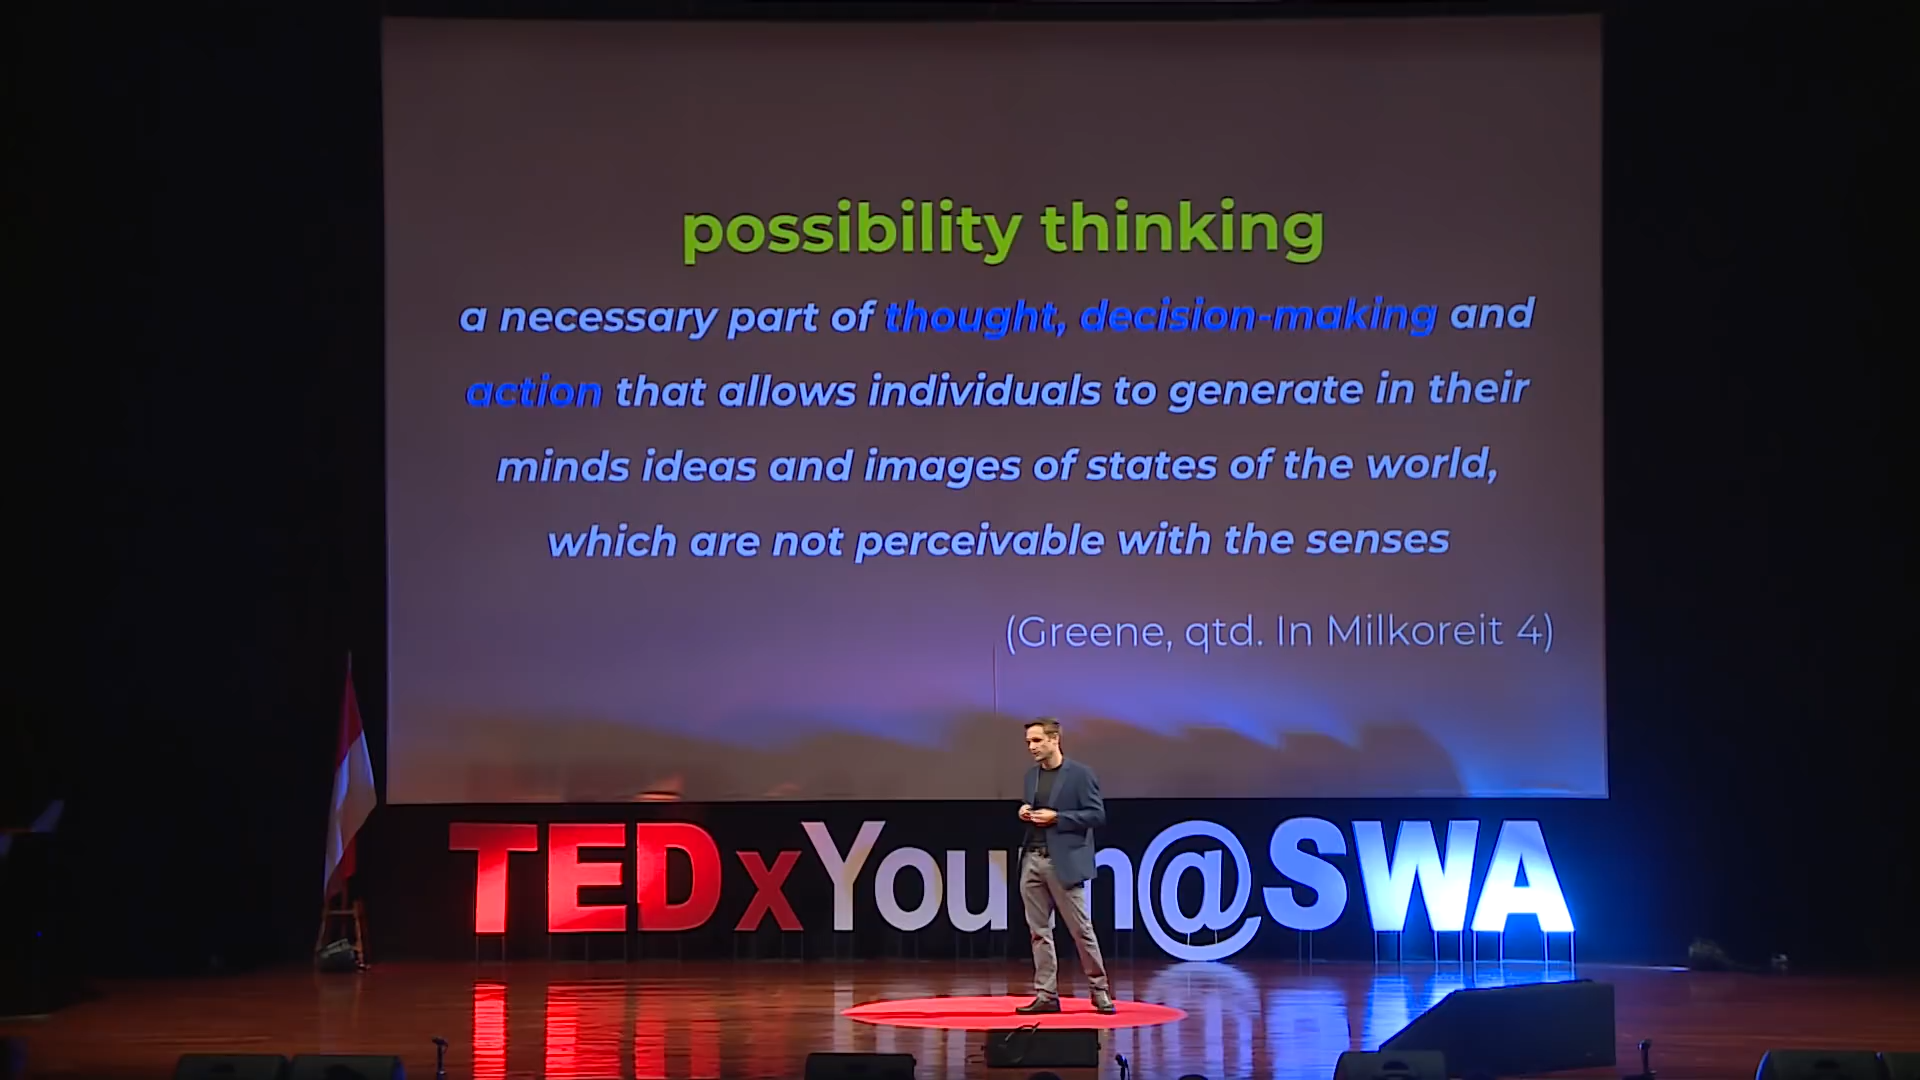 possibility thinking
a necessary part of thought, decision-making and
action that allows individuals to generate in their
minds ideas and images of states of the world,
which are not perceivable with the senses
(Greene, qtd. In Milkoreit 4)
TEDxYouth@SWA